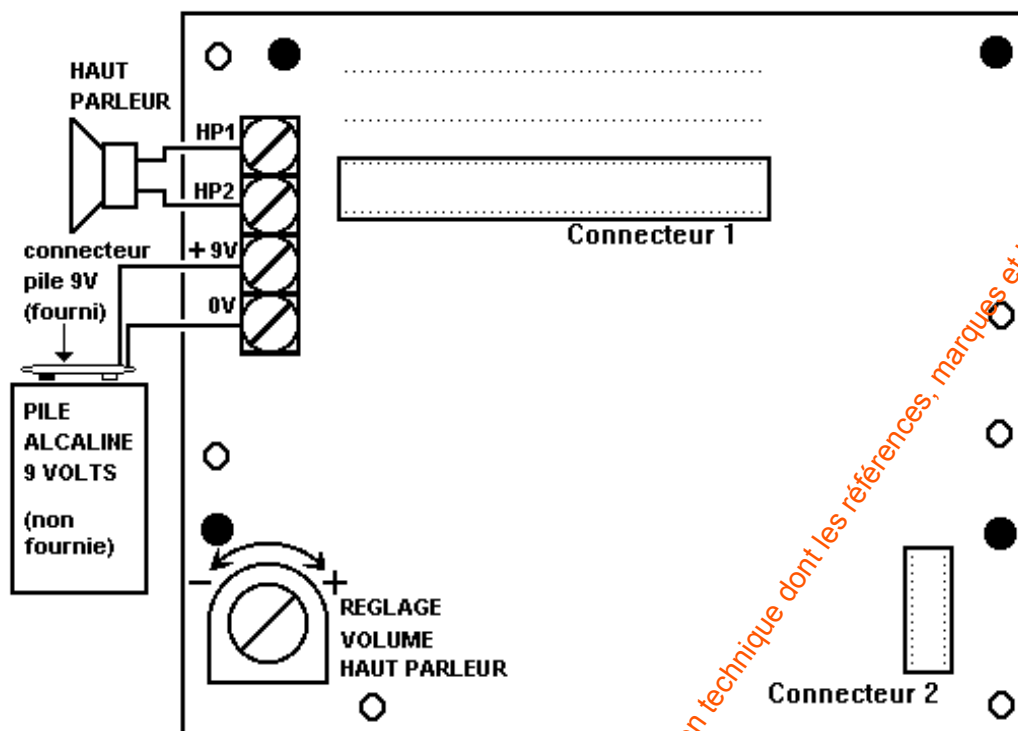 HAUT
PARLEUR
HP1
HP2
+ 9V
0V
connecteur
pile 9V
(fourni)
PILE
ALCALINE
9 VOLTS
(non
fournie)
Connecteur 1
- +
REGLAGE
VOLUME
HAUT PARLEUR
Connecteur 2
technique dont les références, marques et